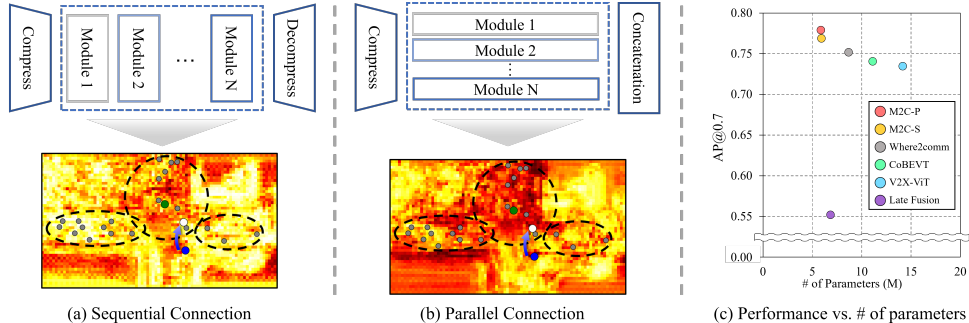 Compress
Module 1
Module 2
...
Module N
Decompress
(a) Sequential Connection
Compress
Module 1
Module 2
⋮
Module N
Concatenation
(b) Parallel Connection
AP@0.7
0.80
0.75
0.70
0.65
0.60
0.55
0.00
M2C-P
M2C-S
Where2comm
CoBEVT
V2X-ViT
Late Fusion
0 5 10 15 20
# of Parameters (M)
(c) Performance vs. # of parameters